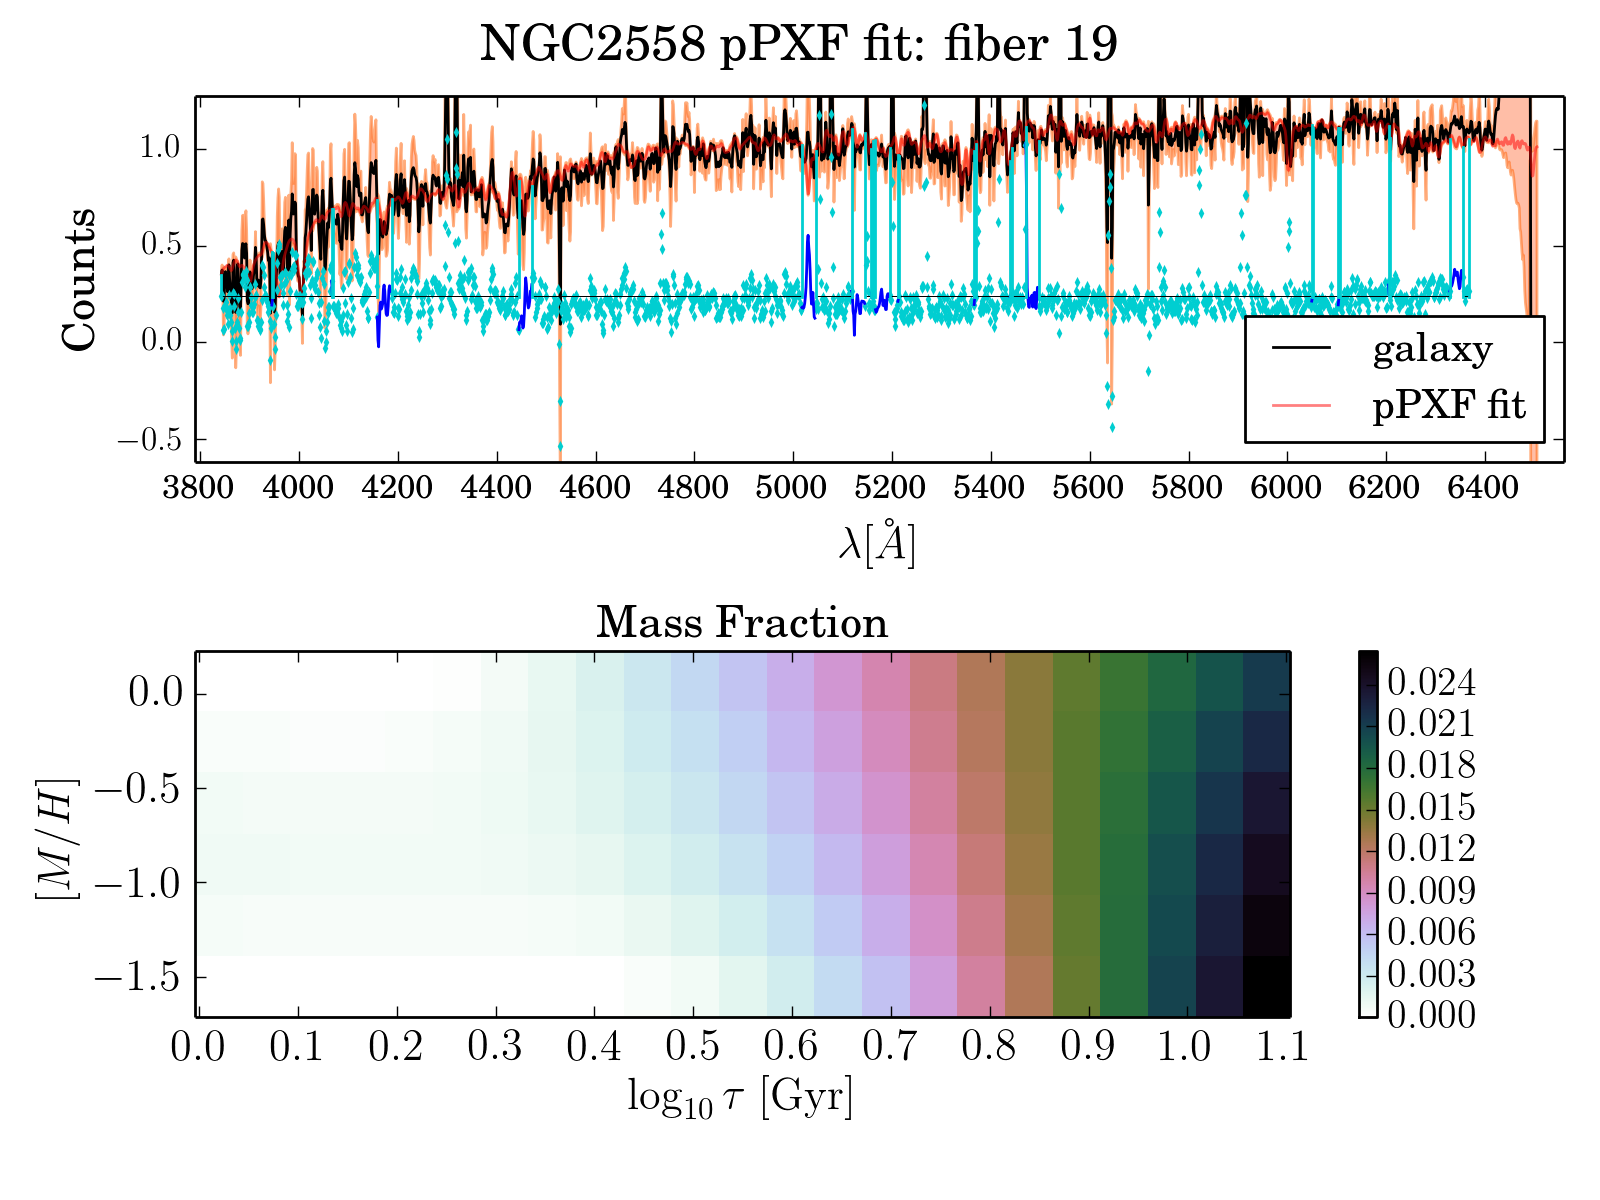 NGC2558 pPXF fit: fiber 19
1.0
0.5
0.0
−0.5
Counts
galaxy
pPXF fit
3800 4000 4200 4400 4600 4800 5000 5200 5400 5600 5800 6000 6200 6400
λ[Å]
Mass Fraction
0.0
−0.5
−1.0
−1.5
[M/H]
0.0 0.1 0.2 0.3 0.4 0.5 0.6 0.7 0.8 0.9 1.0 1.1
log₁₀ τ [Gyr]
0.024
0.021
0.018
0.015
0.012
0.009
0.006
0.003
0.000